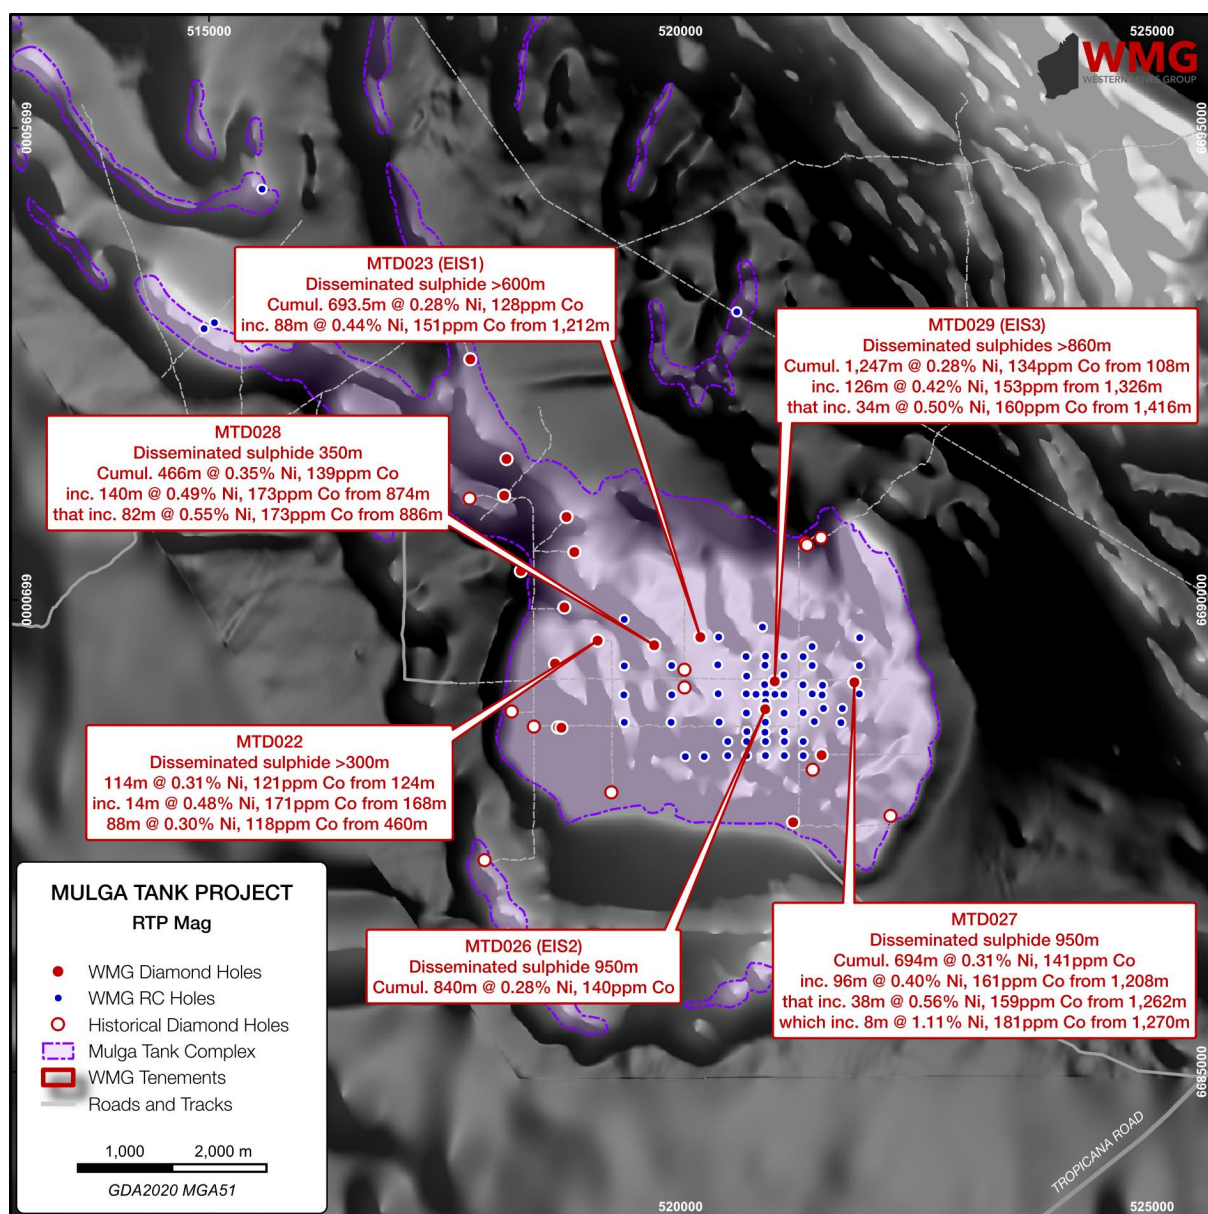 515000
520000
525000
WMG
WESTERN MINES GROUP
6695000
6695000
MTD023 (EIS1)
Disseminated sulphide >600m
Cumul. 693.5m @ 0.28% Ni, 128ppm Co
inc. 88m @ 0.44% Ni, 151ppm Co from 1,212m
MTD029 (EIS3)
Disseminated sulphides >860m
Cumul. 1,247m @ 0.28% Ni, 134ppm Co from 108m
inc. 126m @ 0.42% Ni, 153ppm from 1,326m
that inc. 34m @ 0.50% Ni, 160ppm Co from 1,416m
MTD028
Disseminated sulphide 350m
Cumul. 466m @ 0.35% Ni, 139ppm Co
inc. 140m @ 0.49% Ni, 173ppm Co from 874m
that inc. 82m @ 0.55% Ni, 173ppm Co from 886m
6690000
6690000
MTD022
Disseminated sulphide >300m
114m @ 0.31% Ni, 121ppm Co from 124m
inc. 14m @ 0.48% Ni, 171ppm Co from 168m
88m @ 0.30% Ni, 118ppm Co from 460m
MTD026 (EIS2)
Disseminated sulphide 950m
Cumul. 840m @ 0.28% Ni, 140ppm Co
MTD027
Disseminated sulphide 950m
Cumul. 694m @ 0.31% Ni, 141ppm Co
inc. 96m @ 0.40% Ni, 161ppm Co from 1,208m
that inc. 38m @ 0.56% Ni, 159ppm Co from 1,262m
which inc. 8m @ 1.11% Ni, 181ppm Co from 1,270m
MULGA TANK PROJECT
RTP Mag
WMG Diamond Holes
WMG RC Holes
Historical Diamond Holes
Mulga Tank Complex
WMG Tenements
Roads and Tracks
1,000 2,000 m
GDA2020 MGA51
6685000
TROPICANA ROAD
520000
525000